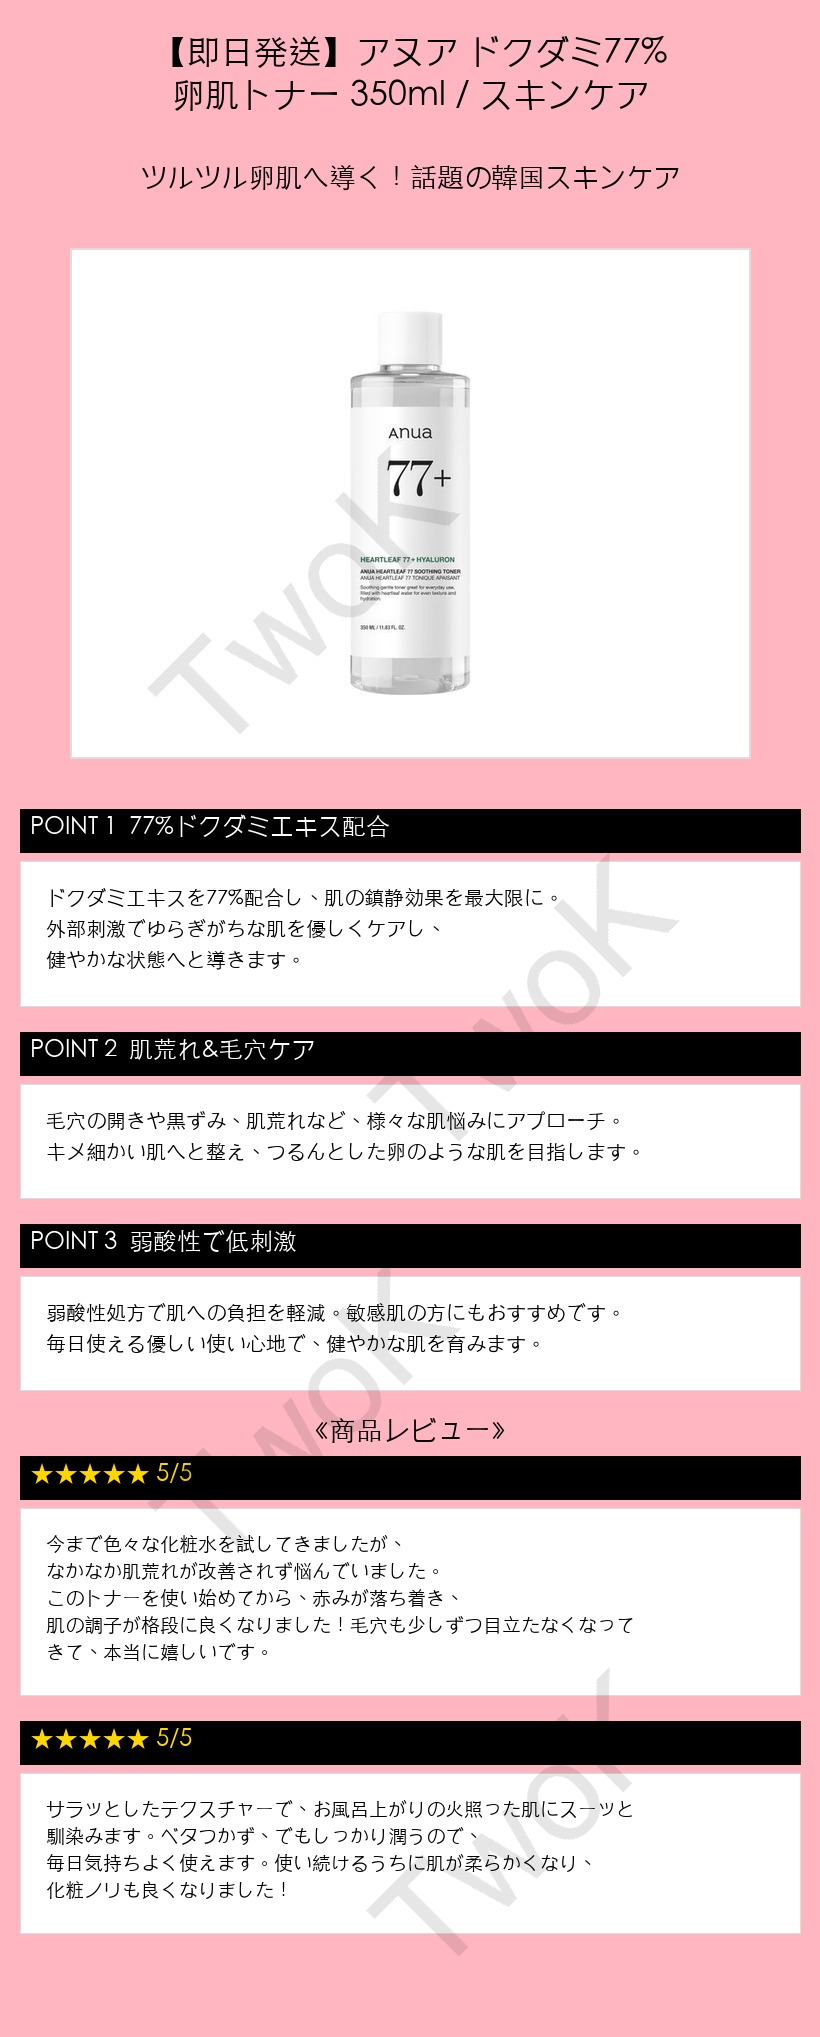 【即日発送】アヌア ドクダミ77%
卵肌トナー 350ml / スキンケア
ツルツル卵肌へ導く！話題の韓国スキンケア
Anua
77+
HEARTLEAF 77+ HYALURON
ANUA HEARTLEAF 77 SOOTHING TONER
ANUA HEARTLEAF 77 TONIQUE APAISANT
Soothing gentle toner great for everyday use,
filled with heartleaf water for even texture and
hydration.
350 ML / 11.83 FL. OZ.
TwoK
POINT 1 77%ドクダミエキス配合
ドクダミエキスを77%配合し、肌の鎮静効果を最大限に。
外部刺激でゆらぎがちな肌を優しくケアし、
健やかな状態へと導きます。
TwoK
POINT 2 肌荒れ&毛穴ケア
毛穴の開きや黒ずみ、肌荒れなど、様々な肌悩みにアプローチ。
キメ細かい肌へと整え、つるんとした卵のような肌を目指します。
POINT 3 弱酸性で低刺激
弱酸性処方で肌への負担を軽減。敏感肌の方にもおすすめです。
毎日使える優しい使い心地で、健やかな肌を育みます。
TwoK
《商品レビュー》
★★★★★ 5/5
今まで色々な化粧水を試してきましたが、
なかなか肌荒れが改善されず悩んでいました。
このトナーを使い始めてから、赤みが落ち着き、
肌の調子が格段に良くなりました！毛穴も少しずつ目立たなくなって
きて、本当に嬉しいです。
★★★★★ 5/5
サラッとしたテクスチャーで、お風呂上がりの火照った肌にスーッと
馴染みます。ベタつかず、でもしっかり潤うので、
毎日気持ちよく使えます。使い続けるうちに肌が柔らかくなり、
化粧ノリも良くなりました！
TwoK